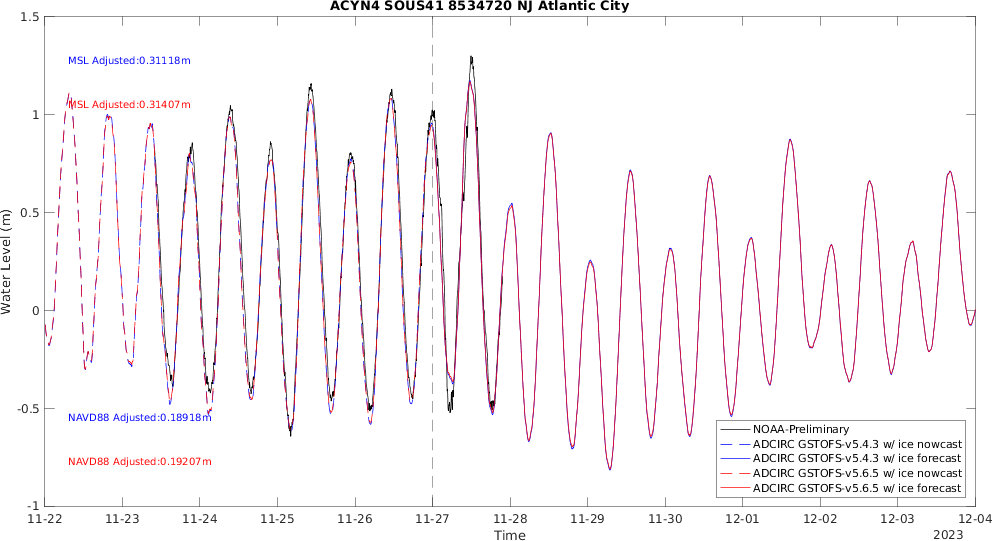 ACYN4 SOUS41 8534720 NJ Atlantic City
1.5
1
0.5
0
-0.5
-1
Water Level (m)
MSL Adjusted:0.31118m
MSL Adjusted:0.31407m
NAVD88 Adjusted:0.18918m
NAVD88 Adjusted:0.19207m
NOAA-Preliminary
ADCIRC GSTOFS-v5.4.3 w/ ice nowcast
ADCIRC GSTOFS-v5.4.3 w/ ice forecast
ADCIRC GSTOFS-v5.6.5 w/ ice nowcast
ADCIRC GSTOFS-v5.6.5 w/ ice forecast
11-22 11-23 11-24 11-25 11-26 11-27 11-28 11-29 11-30 12-01 12-02 12-03 12-04
Time
2023